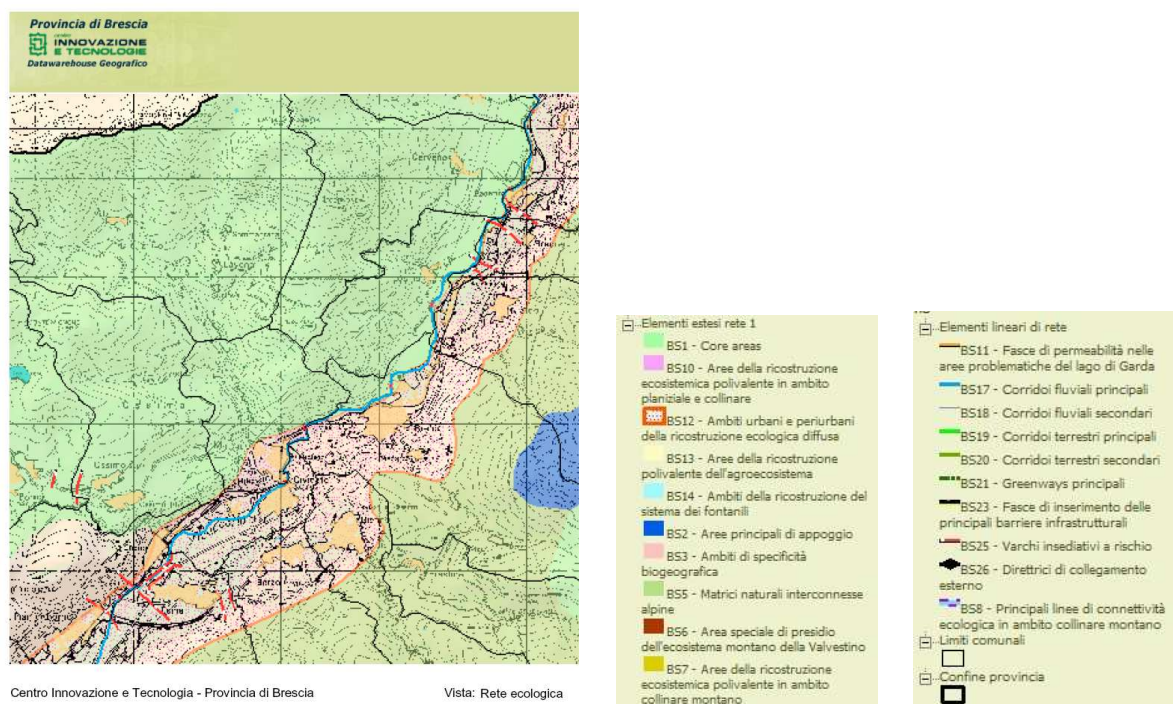 Provincia di Brescia
centro
INNOVAZIONE
E TECNOLOGIE
Datawarehouse Geografico
Cerveno
Centro Innovazione e Tecnologia - Provincia di Brescia
Vista: Rete ecologica
Elementi estesi rete 1
BS1 - Core areas
BS10 - Aree della ricostruzione
ecosistemica polivalente in ambito
planiziale e collinare
BS12 - Ambiti urbani e periurbani
della ricostruzione ecologica diffusa
BS13 - Aree della ricostruzione
polivalente dell'agroecosistema
BS14 - Ambiti della ricostruzione del
sistema dei fontanili
BS2 - Aree principali di appoggio
BS3 - Ambiti di specificità
biogeografica
BS5 - Matrici naturali interconnesse
alpine
BS6 - Area speciale di presidio
dell'ecosistema montano della Valvestino
BS7 - Aree della ricostruzione
ecosistemica polivalente in ambito
collinare montano
Elementi lineari di rete
BS11 - Fasce di permeabilità nelle
aree problematiche del lago di Garda
BS17 - Corridoi fluviali principali
BS18 - Corridoi fluviali secondari
BS19 - Corridoi terrestri principali
BS20 - Corridoi terrestri secondari
BS21 - Greenways principali
BS23 - Fasce di inserimento delle
principali barriere infrastrutturali
BS25 - Varchi insediativi a rischio
BS26 - Direttrici di collegamento
esterno
BS8 - Principali linee di connettività
ecologica in ambito collinare montano
Limiti comunali
Confine provincia